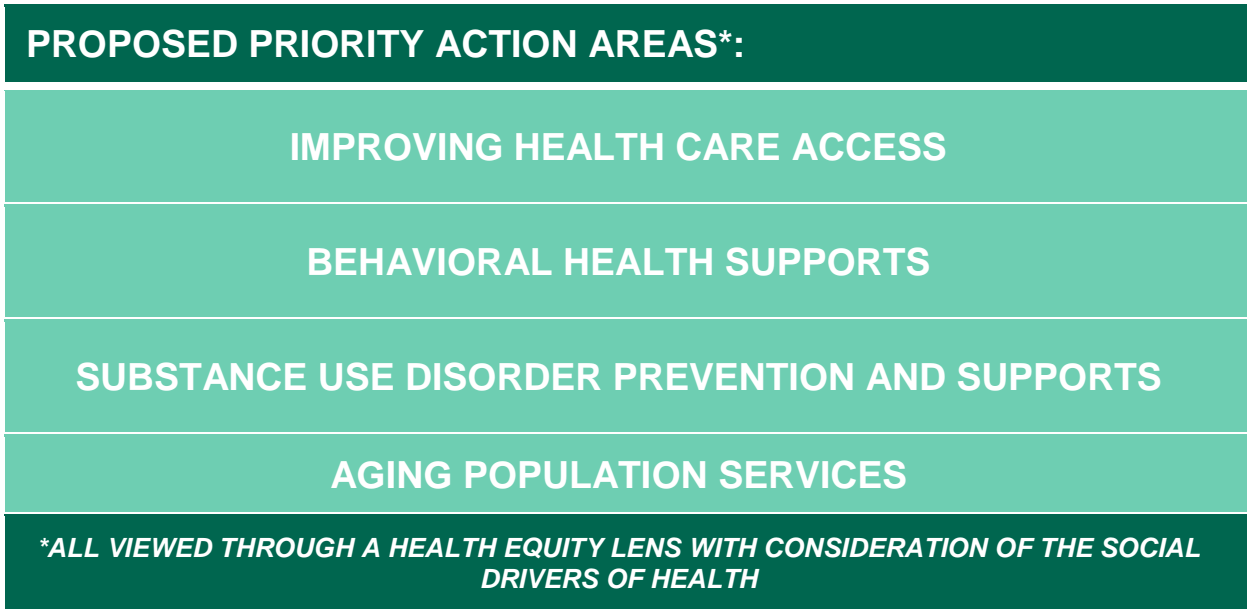 PROPOSED PRIORITY ACTION AREAS*:
IMPROVING HEALTH CARE ACCESS
BEHAVIORAL HEALTH SUPPORTS
SUBSTANCE USE DISORDER PREVENTION AND SUPPORTS
AGING POPULATION SERVICES
*ALL VIEWED THROUGH A HEALTH EQUITY LENS WITH CONSIDERATION OF THE SOCIAL
DRIVERS OF HEALTH